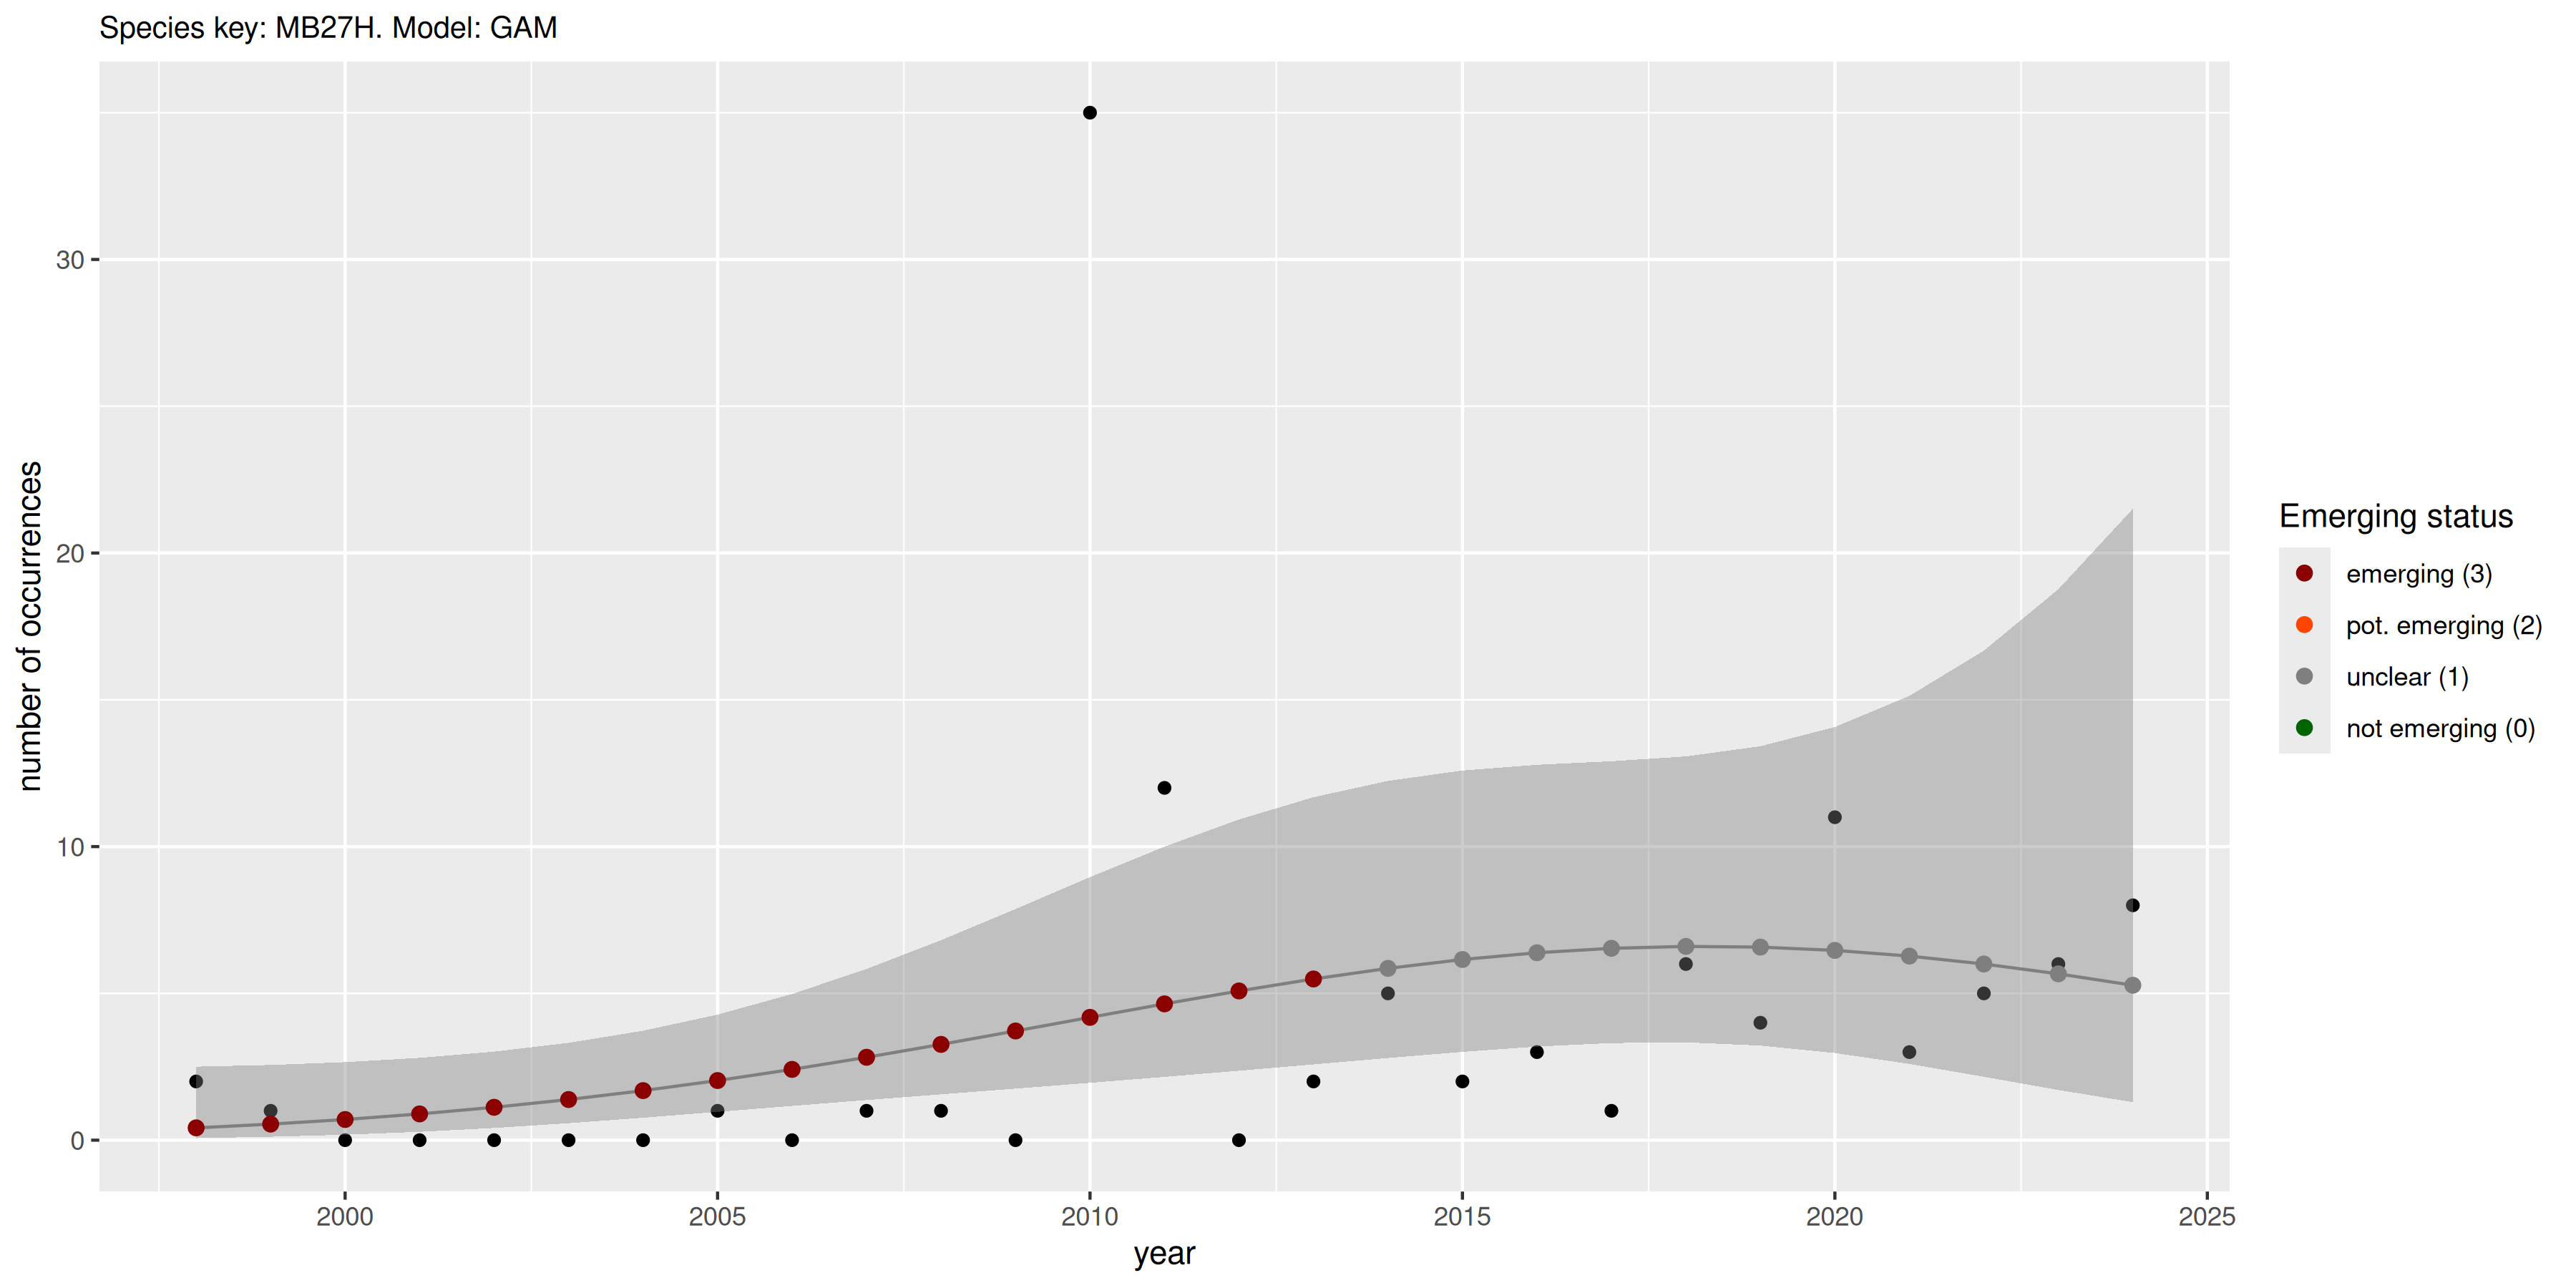 Species key: MB27H. Model: GAM
number of occurrences
30
20
10
0
2000
2005
2010
2015
2020
2025
year
Emerging status
emerging (3)
pot. emerging (2)
unclear (1)
not emerging (0)